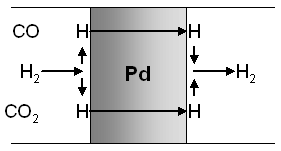 CO H H
H₂ Pd H₂
CO₂ H H